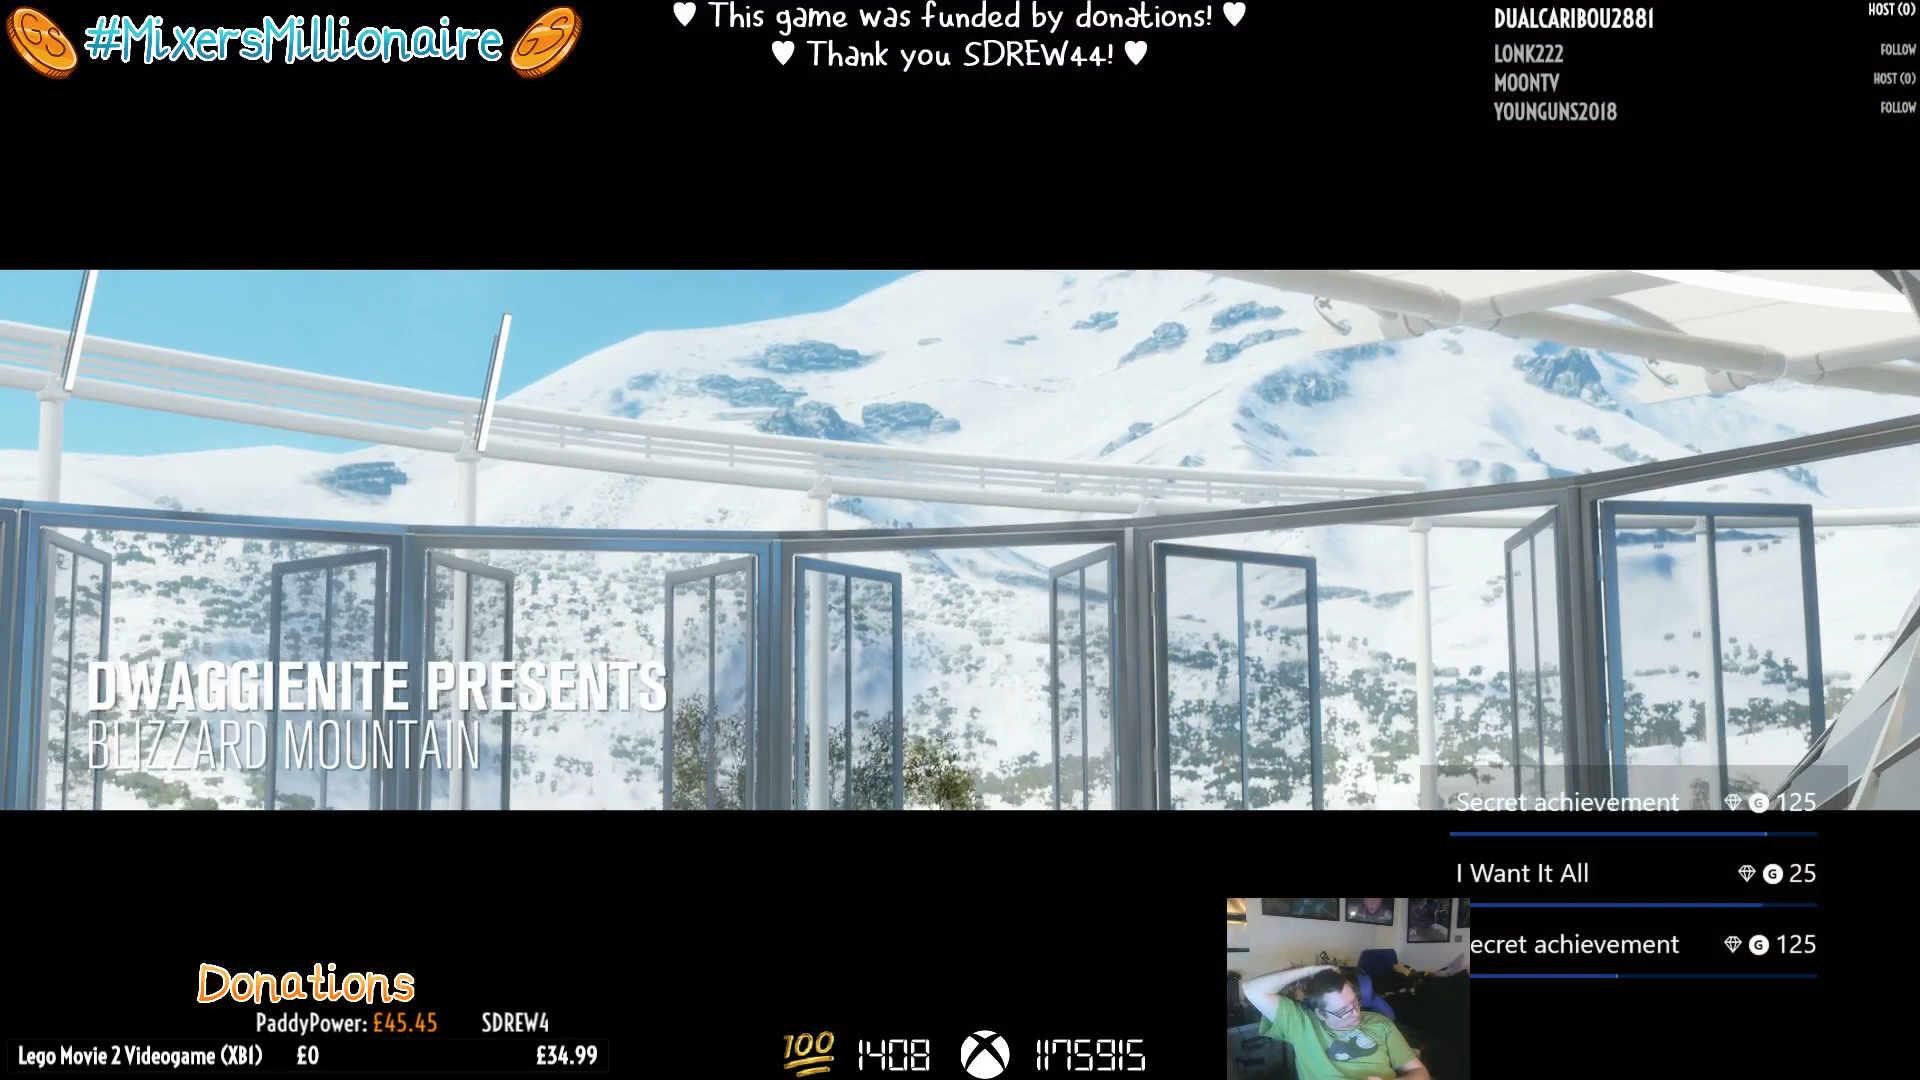 #MixersMillionaire
♥ This game was funded by donations! ♥
♥ Thank you SDREW44! ♥
DUALCARIBOU2881 HOST (0)
LONK222 FOLLOW
MOONTV HOST (0)
YOUNGUNS2018 FOLLOW
DWAGGIENITE PRESENTS
BLIZZARD MOUNTAIN
Secret achievement G 125
I Want It All G 25
ecret achievement G 125
Donations
PaddyPower: £45.45 SDREW4
Lego Movie 2 Videogame (XB1) £0 £34.99
100 1408 1175915